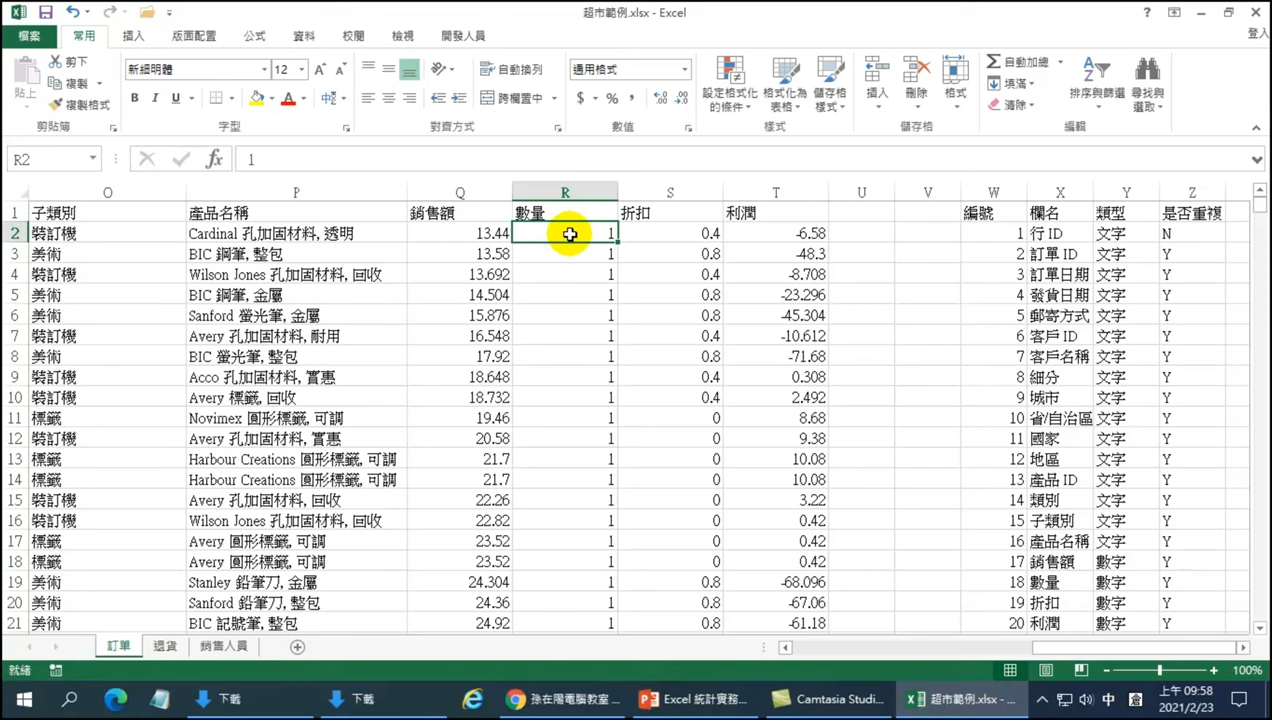 超市範例.xlsx - Excel
登入
檔案 常用 插入 版面配置 公式 資料 校閱 檢視 開發人員
貼上 剪下 複製 複製格式 剪貼簿
新細明體 12 字型
自動換列 跨欄置中 對齊方式
通用格式 數值
設定格式化的條件 格式化為表格 儲存格樣式 樣式
插入 刪除 格式 儲存格
自動加總 填滿 清除 排序與篩選 尋找與選取 編輯
R2 fx 1
O P Q R S T U V W X Y Z
1 子類別 產品名稱 銷售額 數量 折扣 利潤 編號 欄名 類型 是否重複
2 裝訂機 Cardinal 孔加固材料, 透明 13.44 1 0.4 -6.58 1 行 ID 文字 N
3 美術 BIC 鋼筆, 整包 13.58 1 0.8 -48.3 2 訂單 ID 文字 Y
4 裝訂機 Wilson Jones 孔加固材料, 回收 13.692 1 0.4 -8.708 3 訂單日期 文字 Y
5 美術 BIC 鋼筆, 金屬 14.504 1 0.8 -23.296 4 發貨日期 文字 Y
6 美術 Sanford 螢光筆, 金屬 15.876 1 0.8 -45.304 5 郵寄方式 文字 Y
7 裝訂機 Avery 孔加固材料, 耐用 16.548 1 0.4 -10.612 6 客戶 ID 文字 Y
8 美術 BIC 螢光筆, 整包 17.92 1 0.8 -71.68 7 客戶名稱 文字 Y
9 裝訂機 Acco 孔加固材料, 實惠 18.648 1 0.4 0.308 8 細分 文字 Y
10 裝訂機 Avery 標籤, 回收 18.732 1 0.4 2.492 9 城市 文字 Y
11 標籤 Novimex 圓形標籤, 可調 19.46 1 0 8.68 10 省/自治區 文字 Y
12 裝訂機 Avery 孔加固材料, 實惠 20.58 1 0 9.38 11 國家 文字 Y
13 標籤 Harbour Creations 圓形標籤, 可調 21.7 1 0 10.08 12 地區 文字 Y
14 標籤 Harbour Creations 圓形標籤, 可調 21.7 1 0 10.08 13 產品 ID 文字 Y
15 裝訂機 Avery 孔加固材料, 回收 22.26 1 0 3.22 14 類別 文字 Y
16 裝訂機 Wilson Jones 孔加固材料, 回收 22.82 1 0 0.42 15 子類別 文字 Y
17 標籤 Avery 圓形標籤, 可調 23.52 1 0 0.42 16 產品名稱 文字 Y
18 標籤 Avery 圓形標籤, 可調 23.52 1 0 0.42 17 銷售額 數字 Y
19 美術 Stanley 鉛筆刀, 金屬 24.304 1 0.8 -68.096 18 數量 數字 Y
20 美術 Sanford 鉛筆刀, 整包 24.36 1 0.8 -67.06 19 折扣 數字 Y
21 美術 BIC 記號筆, 整包 24.92 1 0.8 -61.18 20 利潤 數字 Y
訂單 退貨 銷售人員
就緒 100%
下載 下載 孫在陽電腦教室... Excel 統計實務... Camtasia Studi... 超市範例.xlsx -... 中 上午 09:58
2021/2/23